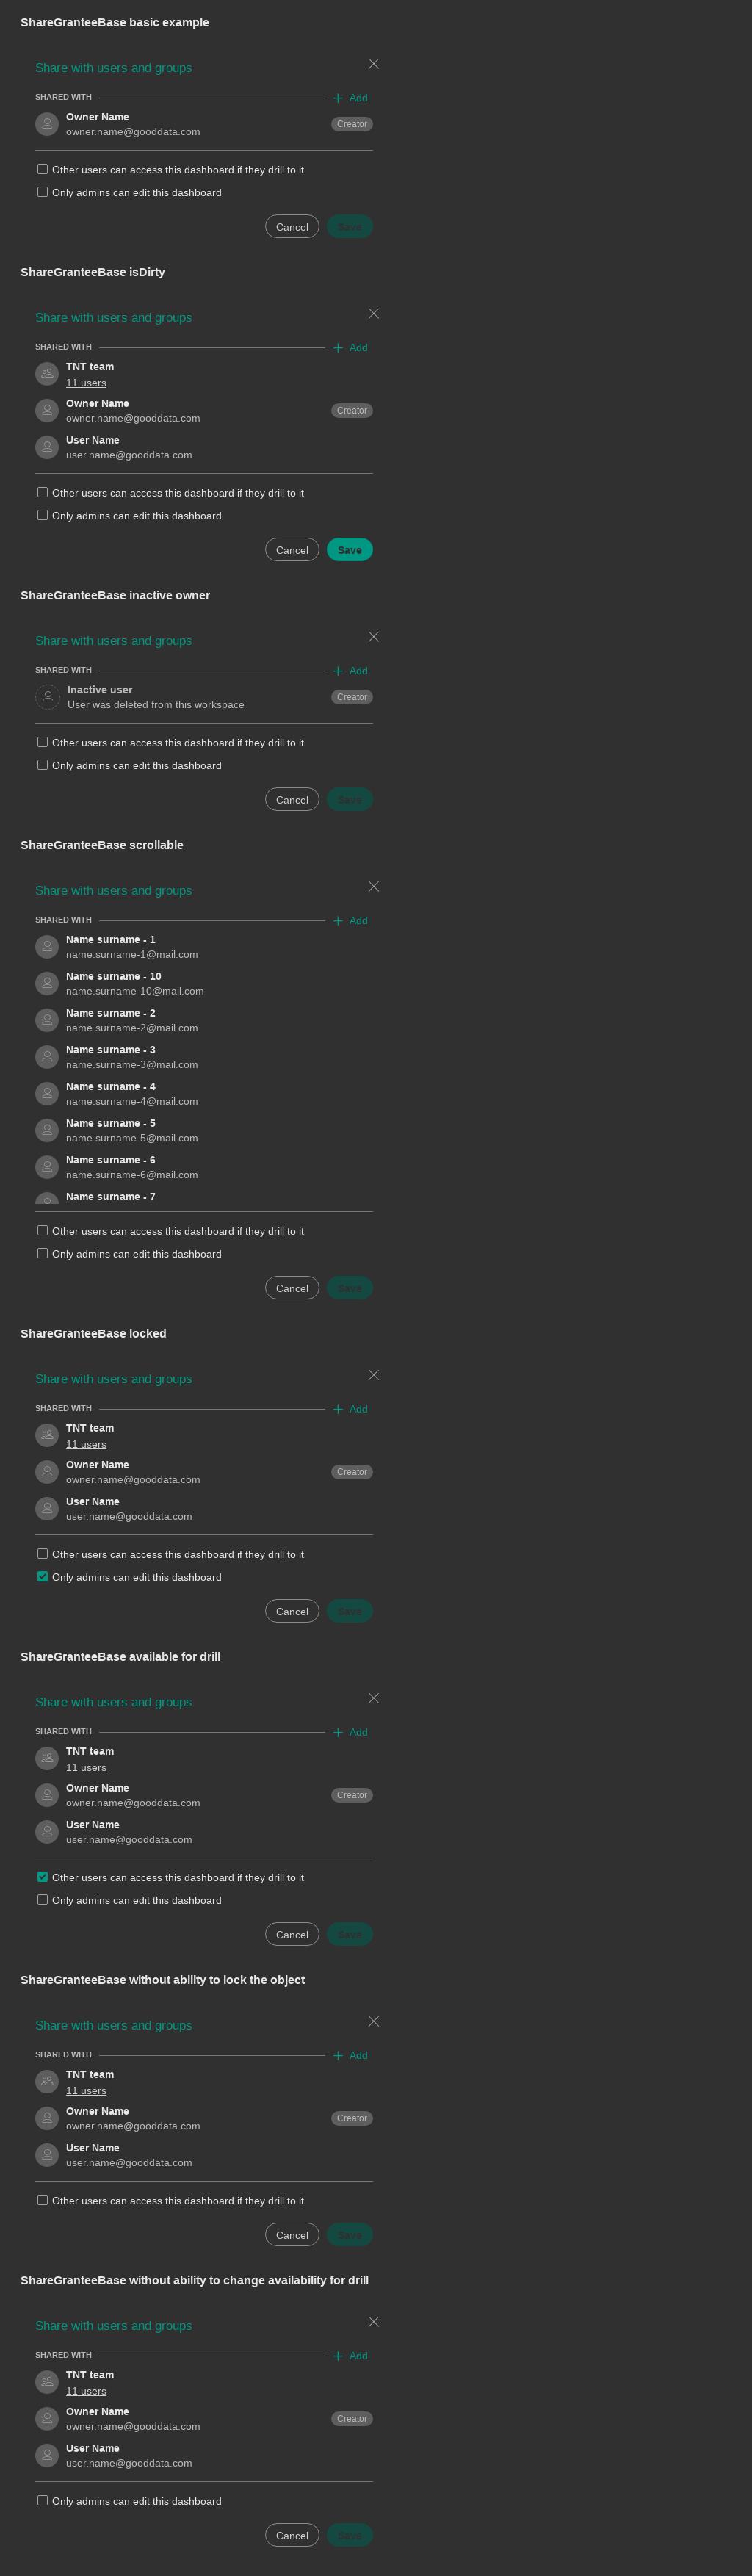 ShareGranteeBase basic example
Share with users and groups
SHARED WITH
Add
Owner Name
owner.name@gooddata.com
Creator
Other users can access this dashboard if they drill to it
Only admins can edit this dashboard
Cancel
Save
ShareGranteeBase isDirty
Share with users and groups
SHARED WITH
Add
TNT team
11 users
Owner Name
owner.name@gooddata.com
Creator
User Name
user.name@gooddata.com
Other users can access this dashboard if they drill to it
Only admins can edit this dashboard
Cancel
Save
ShareGranteeBase inactive owner
Share with users and groups
SHARED WITH
Add
Inactive user
User was deleted from this workspace
Creator
Other users can access this dashboard if they drill to it
Only admins can edit this dashboard
Cancel
Save
ShareGranteeBase scrollable
Share with users and groups
SHARED WITH
Add
Name surname - 1
name.surname-1@mail.com
Name surname - 10
name.surname-10@mail.com
Name surname - 2
name.surname-2@mail.com
Name surname - 3
name.surname-3@mail.com
Name surname - 4
name.surname-4@mail.com
Name surname - 5
name.surname-5@mail.com
Name surname - 6
name.surname-6@mail.com
Name surname - 7
Other users can access this dashboard if they drill to it
Only admins can edit this dashboard
Cancel
Save
ShareGranteeBase locked
Share with users and groups
SHARED WITH
Add
TNT team
11 users
Owner Name
owner.name@gooddata.com
Creator
User Name
user.name@gooddata.com
Other users can access this dashboard if they drill to it
Only admins can edit this dashboard
Cancel
Save
ShareGranteeBase available for drill
Share with users and groups
SHARED WITH
Add
TNT team
11 users
Owner Name
owner.name@gooddata.com
Creator
User Name
user.name@gooddata.com
Other users can access this dashboard if they drill to it
Only admins can edit this dashboard
Cancel
Save
ShareGranteeBase without ability to lock the object
Share with users and groups
SHARED WITH
Add
TNT team
11 users
Owner Name
owner.name@gooddata.com
Creator
User Name
user.name@gooddata.com
Other users can access this dashboard if they drill to it
Cancel
Save
ShareGranteeBase without ability to change availability for drill
Share with users and groups
SHARED WITH
Add
TNT team
11 users
Owner Name
owner.name@gooddata.com
Creator
User Name
user.name@gooddata.com
Only admins can edit this dashboard
Cancel
Save